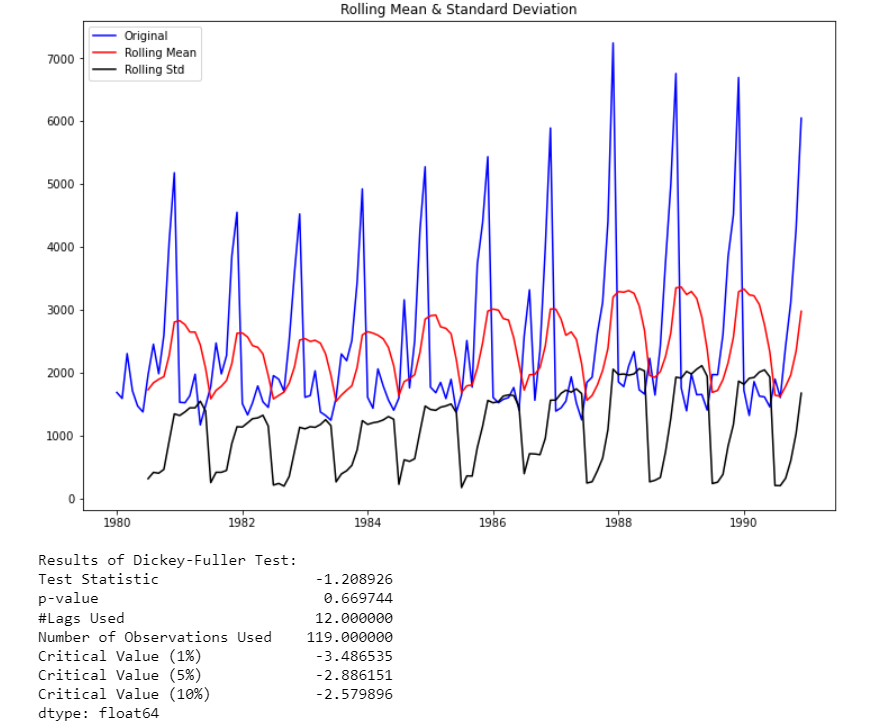 Rolling Mean & Standard Deviation
Original
Rolling Mean
Rolling Std
7000
6000
5000
4000
3000
2000
1000
0
1980 1982 1984 1986 1988 1990
Results of Dickey-Fuller Test:
Test Statistic -1.208926
p-value 0.669744
#Lags Used 12.000000
Number of Observations Used 119.000000
Critical Value (1%) -3.486535
Critical Value (5%) -2.886151
Critical Value (10%) -2.579896
dtype: float64